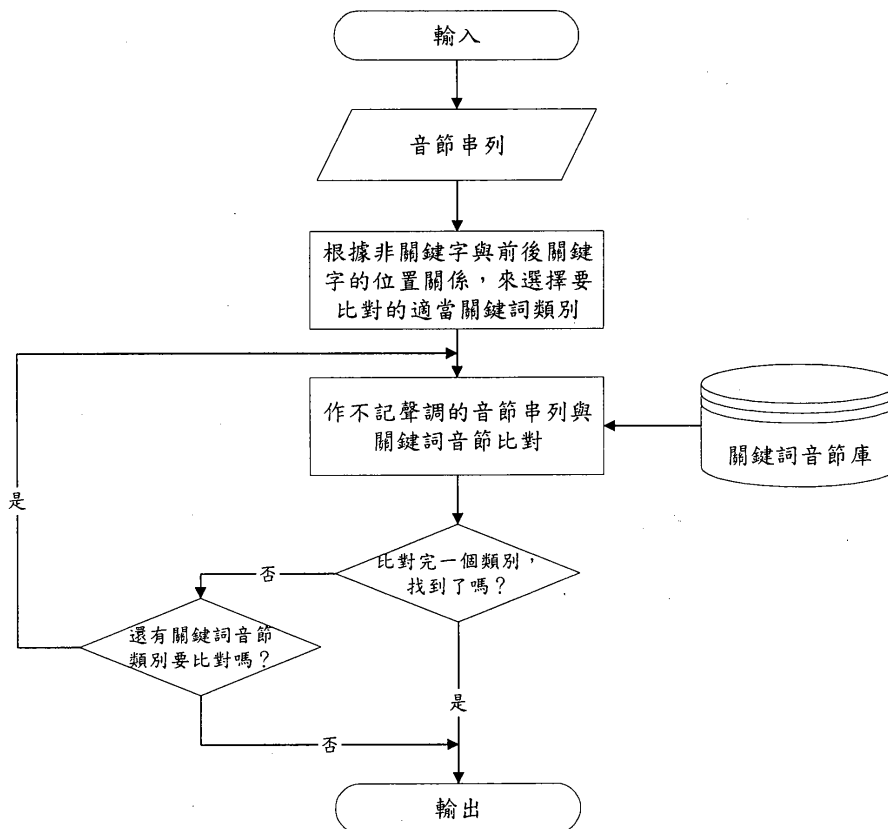 輸入
音節串列
根據非關鍵字與前後關鍵
字的位置關係，來選擇要
比對的適當關鍵詞類別
作不記聲調的音節串列與
關鍵詞音節比對
關鍵詞音節庫
是
比對完一個類別，
找到了嗎？
否
還有關鍵詞音節
類別要比對嗎？
是
否
輸出